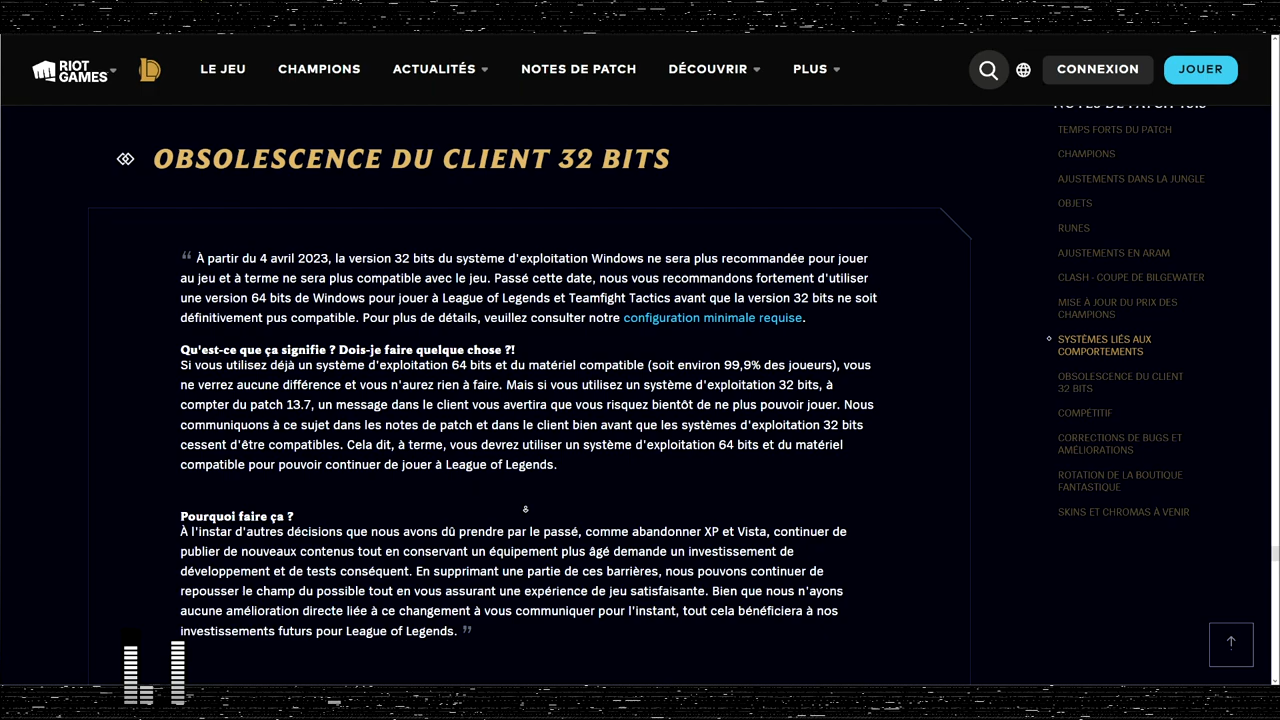 RIOT GAMES
LE JEU
CHAMPIONS
ACTUALITÉS
NOTES DE PATCH
DÉCOUVRIR
PLUS
CONNEXION
JOUER
OBSOLESCENCE DU CLIENT 32 BITS
“ À partir du 4 avril 2023, la version 32 bits du système d'exploitation Windows ne sera plus recommandée pour jouer
au jeu et à terme ne sera plus compatible avec le jeu. Passé cette date, nous vous recommandons fortement d'utiliser
une version 64 bits de Windows pour jouer à League of Legends et Teamfight Tactics avant que la version 32 bits ne soit
définitivement pus compatible. Pour plus de détails, veuillez consulter notre configuration minimale requise.
Qu'est-ce que ça signifie ? Dois-je faire quelque chose ?!
Si vous utilisez déjà un système d'exploitation 64 bits et du matériel compatible (soit environ 99,9% des joueurs), vous
ne verrez aucune différence et vous n'aurez rien à faire. Mais si vous utilisez un système d'exploitation 32 bits, à
compter du patch 13.7, un message dans le client vous avertira que vous risquez bientôt de ne plus pouvoir jouer. Nous
communiquons à ce sujet dans les notes de patch et dans le client bien avant que les systèmes d'exploitation 32 bits
cessent d'être compatibles. Cela dit, à terme, vous devrez utiliser un système d'exploitation 64 bits et du matériel
compatible pour pouvoir continuer de jouer à League of Legends.
Pourquoi faire ça ?
À l'instar d'autres décisions que nous avons dû prendre par le passé, comme abandonner XP et Vista, continuer de
publier de nouveaux contenus tout en conservant un équipement plus âgé demande un investissement de
développement et de tests conséquent. En supprimant une partie de ces barrières, nous pouvons continuer de
repousser le champ du possible tout en vous assurant une expérience de jeu satisfaisante. Bien que nous n'ayons
aucune amélioration directe liée à ce changement à vous communiquer pour l'instant, tout cela bénéficiera à nos
investissements futurs pour League of Legends. ”
NOTES DE PATCH
TEMPS FORTS DU PATCH
CHAMPIONS
AJUSTEMENTS DANS LA JUNGLE
OBJETS
RUNES
AJUSTEMENTS EN ARAM
CLASH - COUPE DE BILGEWATER
MISE À JOUR DU PRIX DES
CHAMPIONS
SYSTÈMES LIÉS AUX
COMPORTEMENTS
OBSOLESCENCE DU CLIENT
32 BITS
COMPÉTITIF
CORRECTIONS DE BUGS ET
AMÉLIORATIONS
ROTATION DE LA BOUTIQUE
FANTASTIQUE
SKINS ET CHROMAS À VENIR